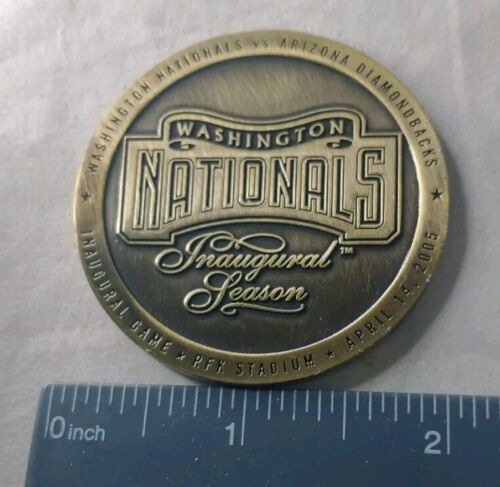 WASHINGTON NATIONALS vs ARIZONA DIAMONDBACKS
WASHINGTON
NATIONALS
Inaugural™
Season
★ INAUGURAL GAME ★ RFK STADIUM ★ APRIL 14, 2005 ★
0 inch 1 2